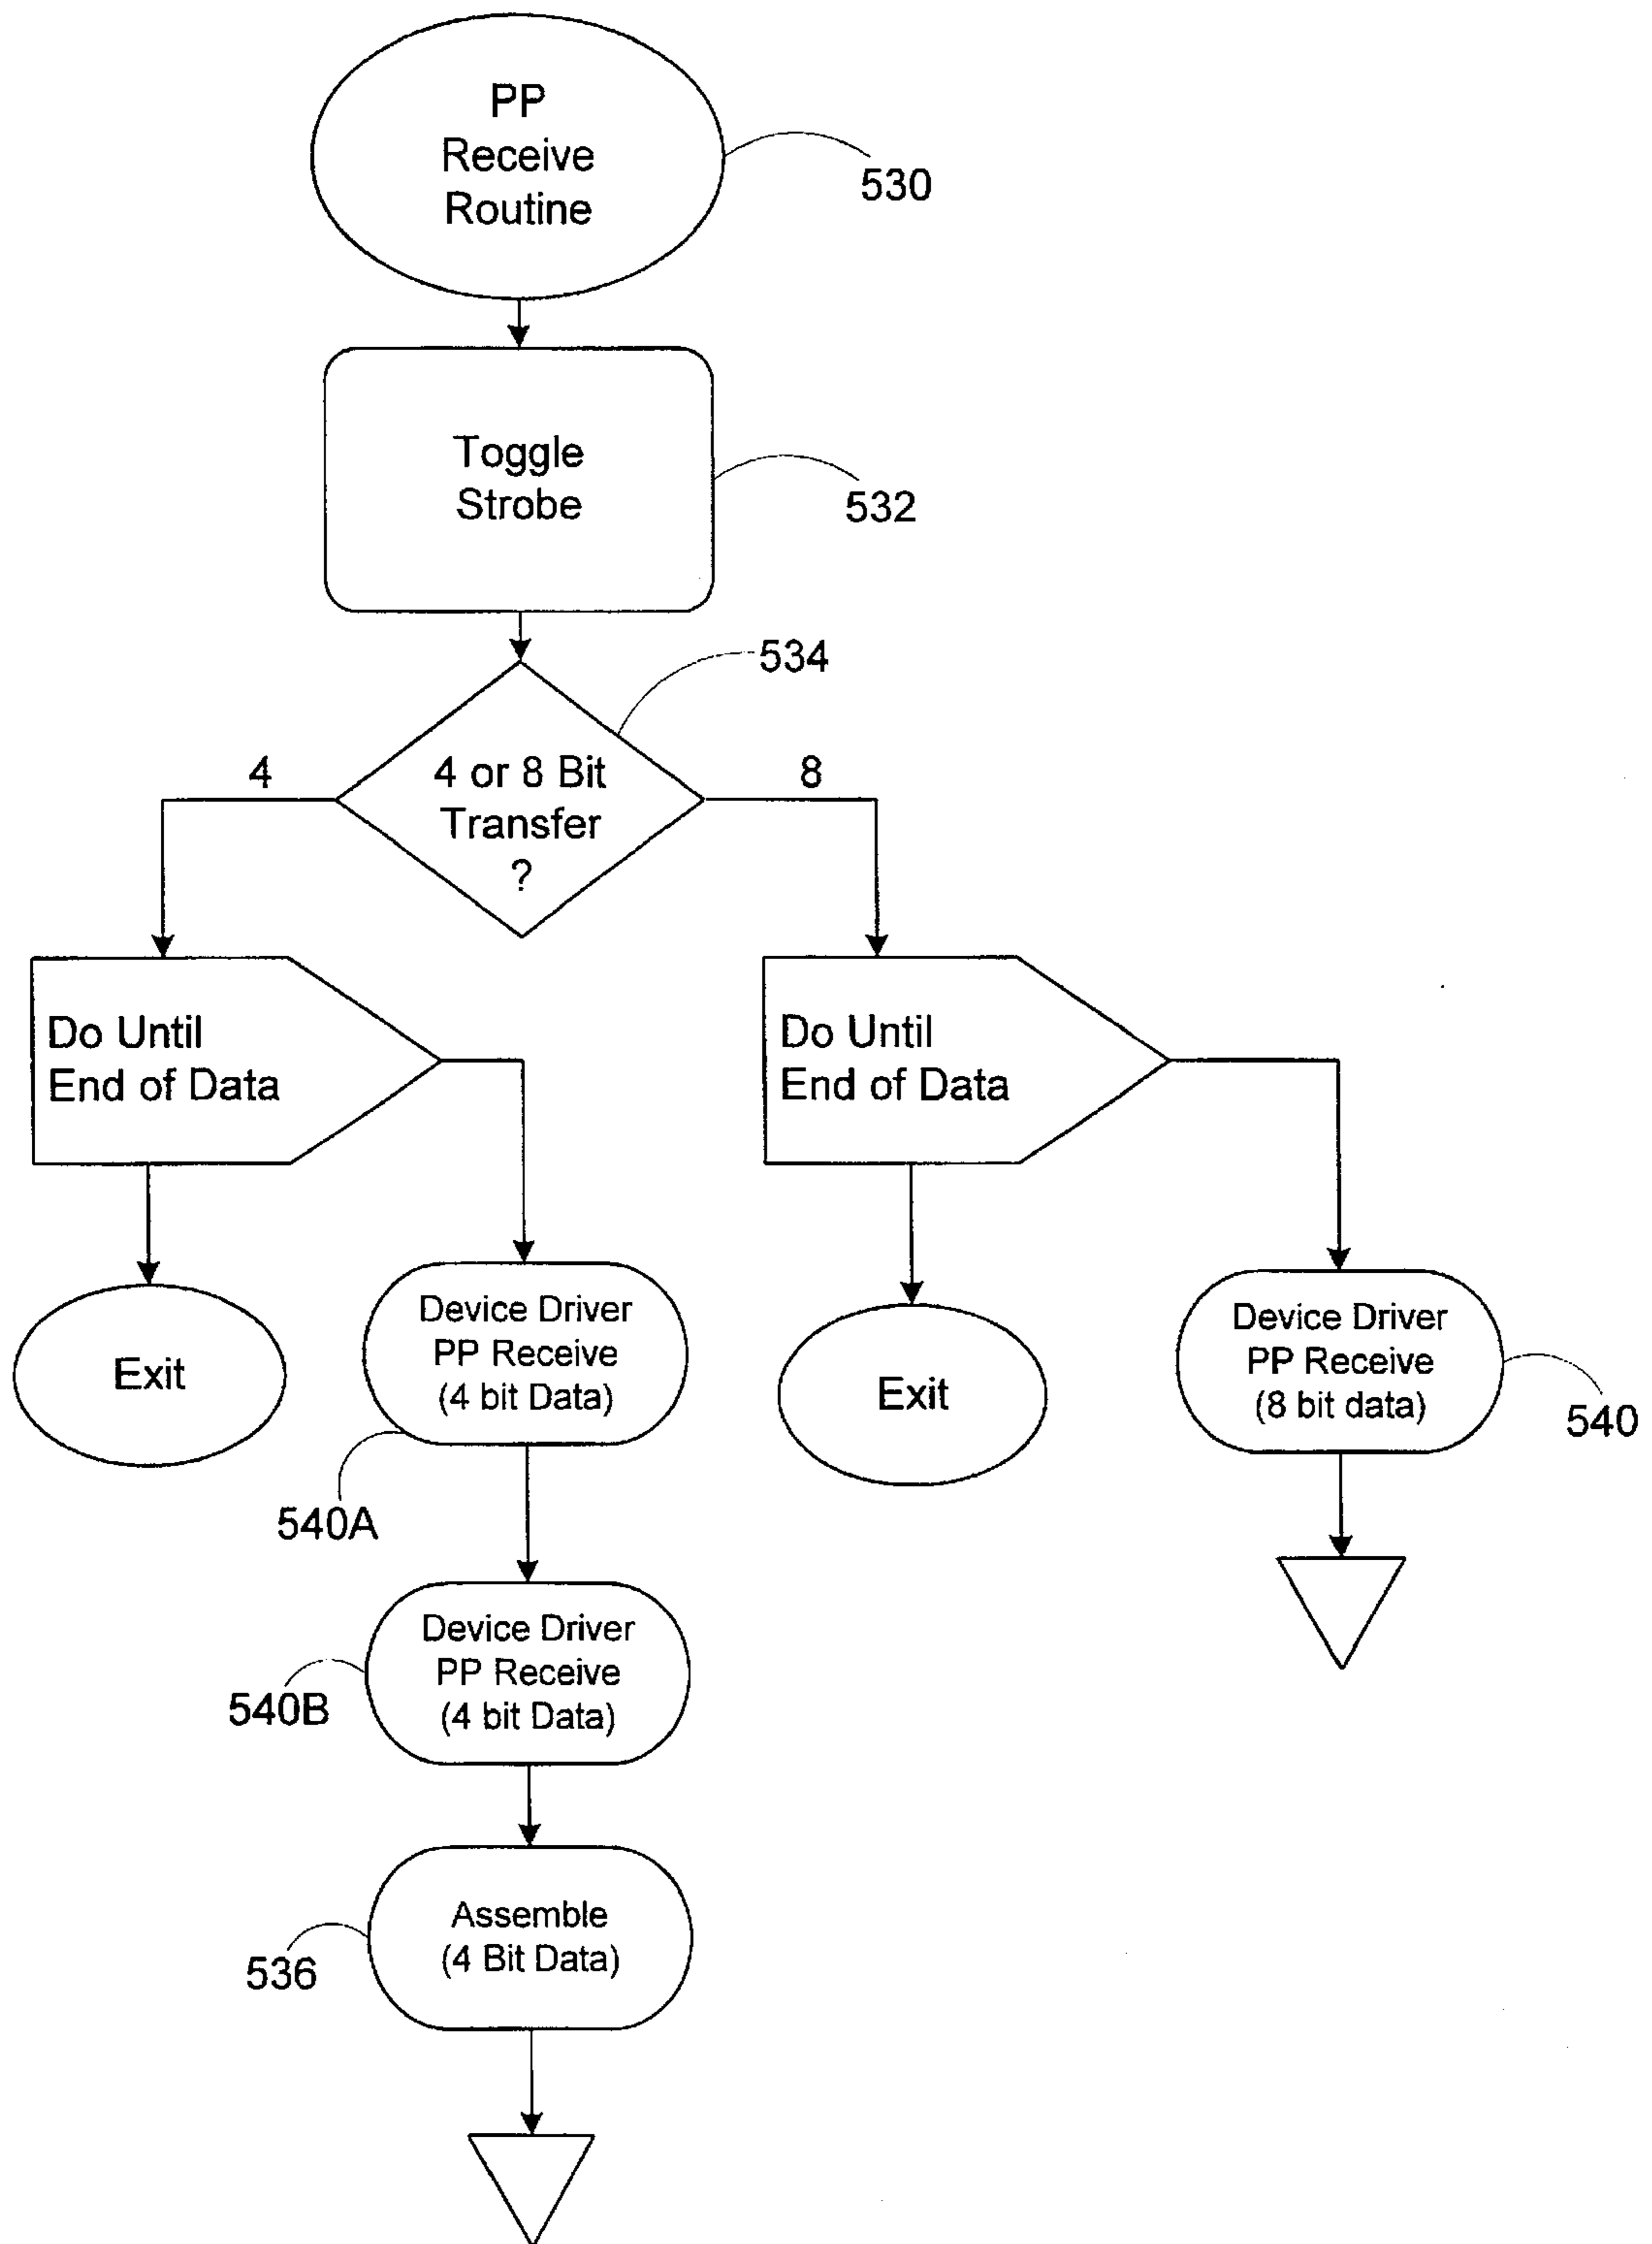 PP
Receive
Routine
530
Toggle
Strobe
532
534
4
4 or 8 Bit
Transfer
?
8
Do Until
End of Data
Do Until
End of Data
Exit
Device Driver
PP Receive
(4 bit Data)
540A
Exit
Device Driver
PP Receive
(8 bit data)
540
Device Driver
PP Receive
(4 bit Data)
540B
Assemble
(4 Bit Data)
536